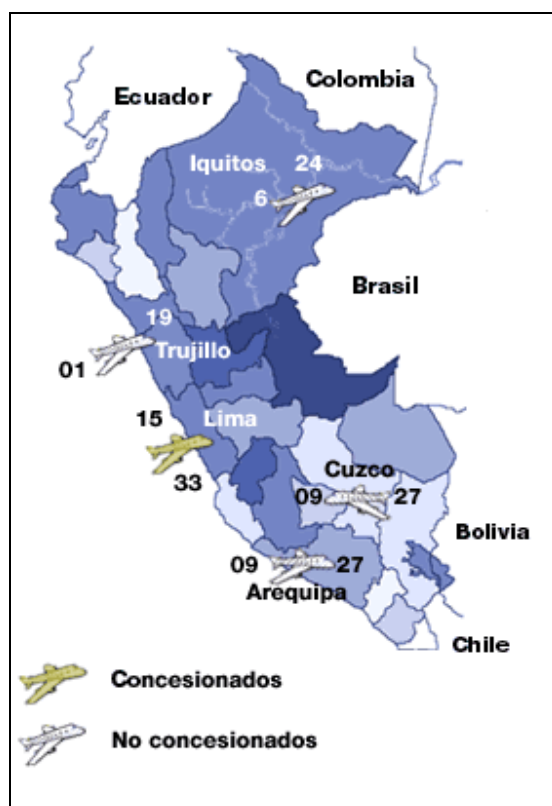 Colombia
Ecuador
Iquitos
24
6
Brasil
19
Trujillo
01
15
Lima
33
Cuzco
09
27
Bolivia
09
27
Arequipa
Chile
Concesionados
No concesionados